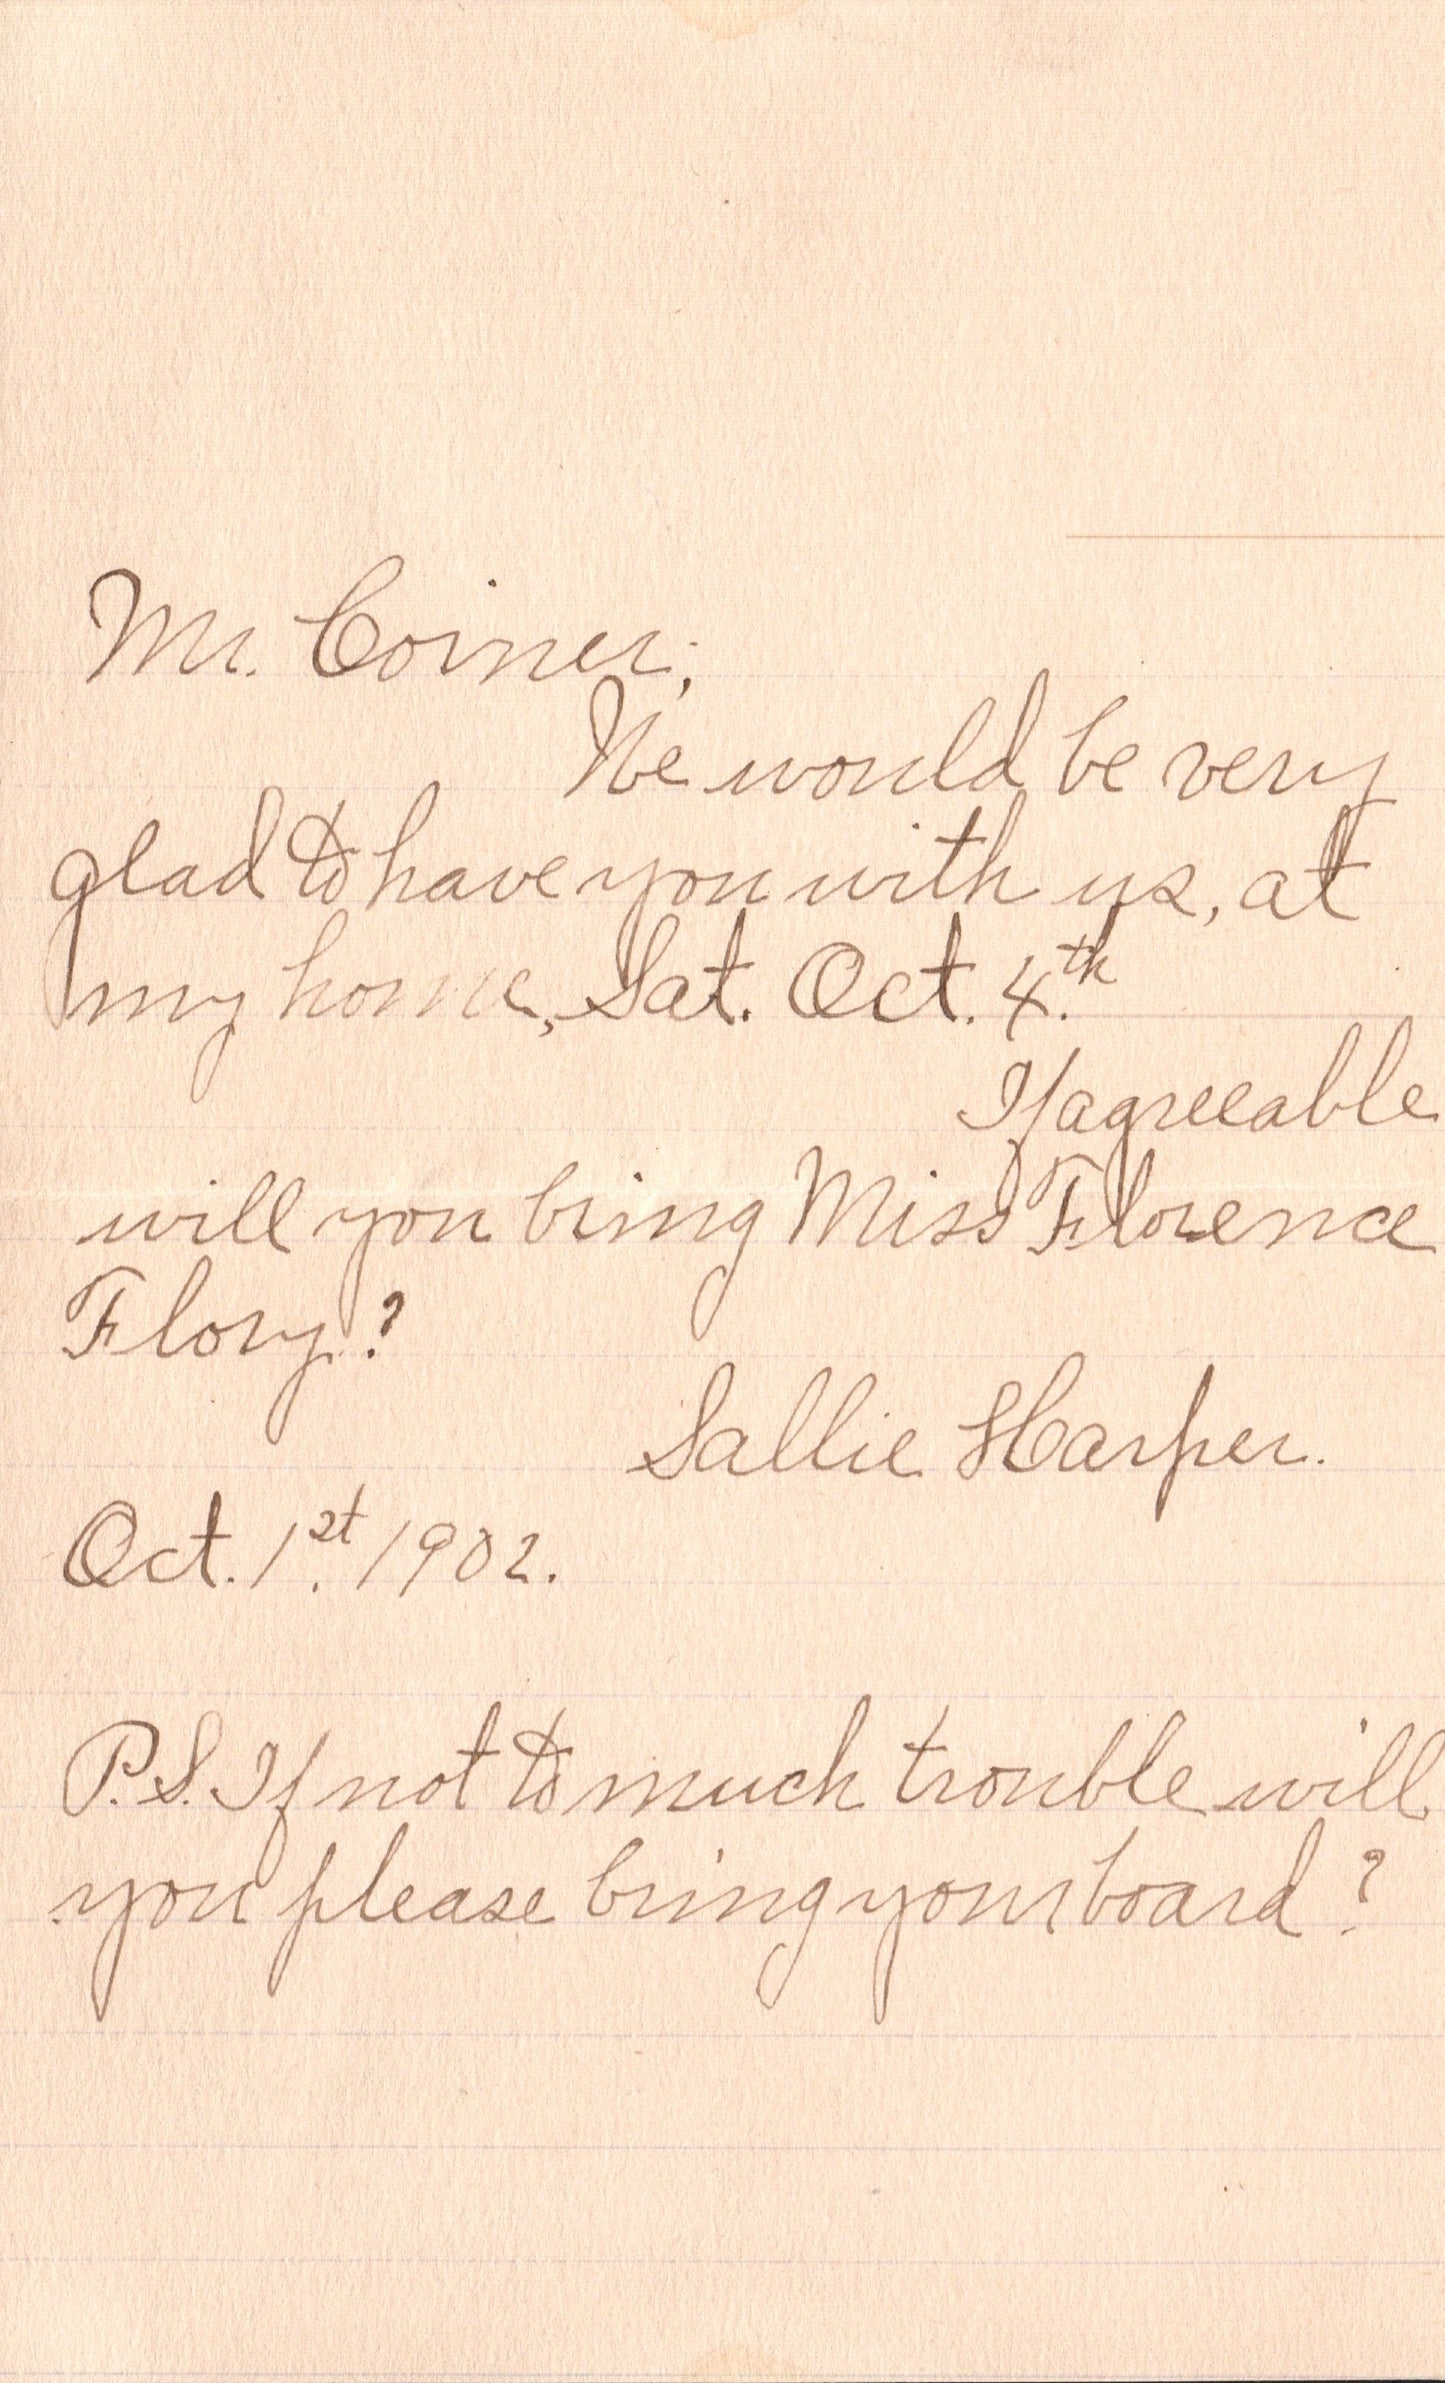 Mr. Coiner;
We would be very
glad to have you with us, at
my home, Sat. Oct. 4th.
If agreeable
will you bring Miss Florence
Flory?
Sallie Harper.
Oct. 1st. 1902.
P.S. If not to much trouble will
you please bring your board?